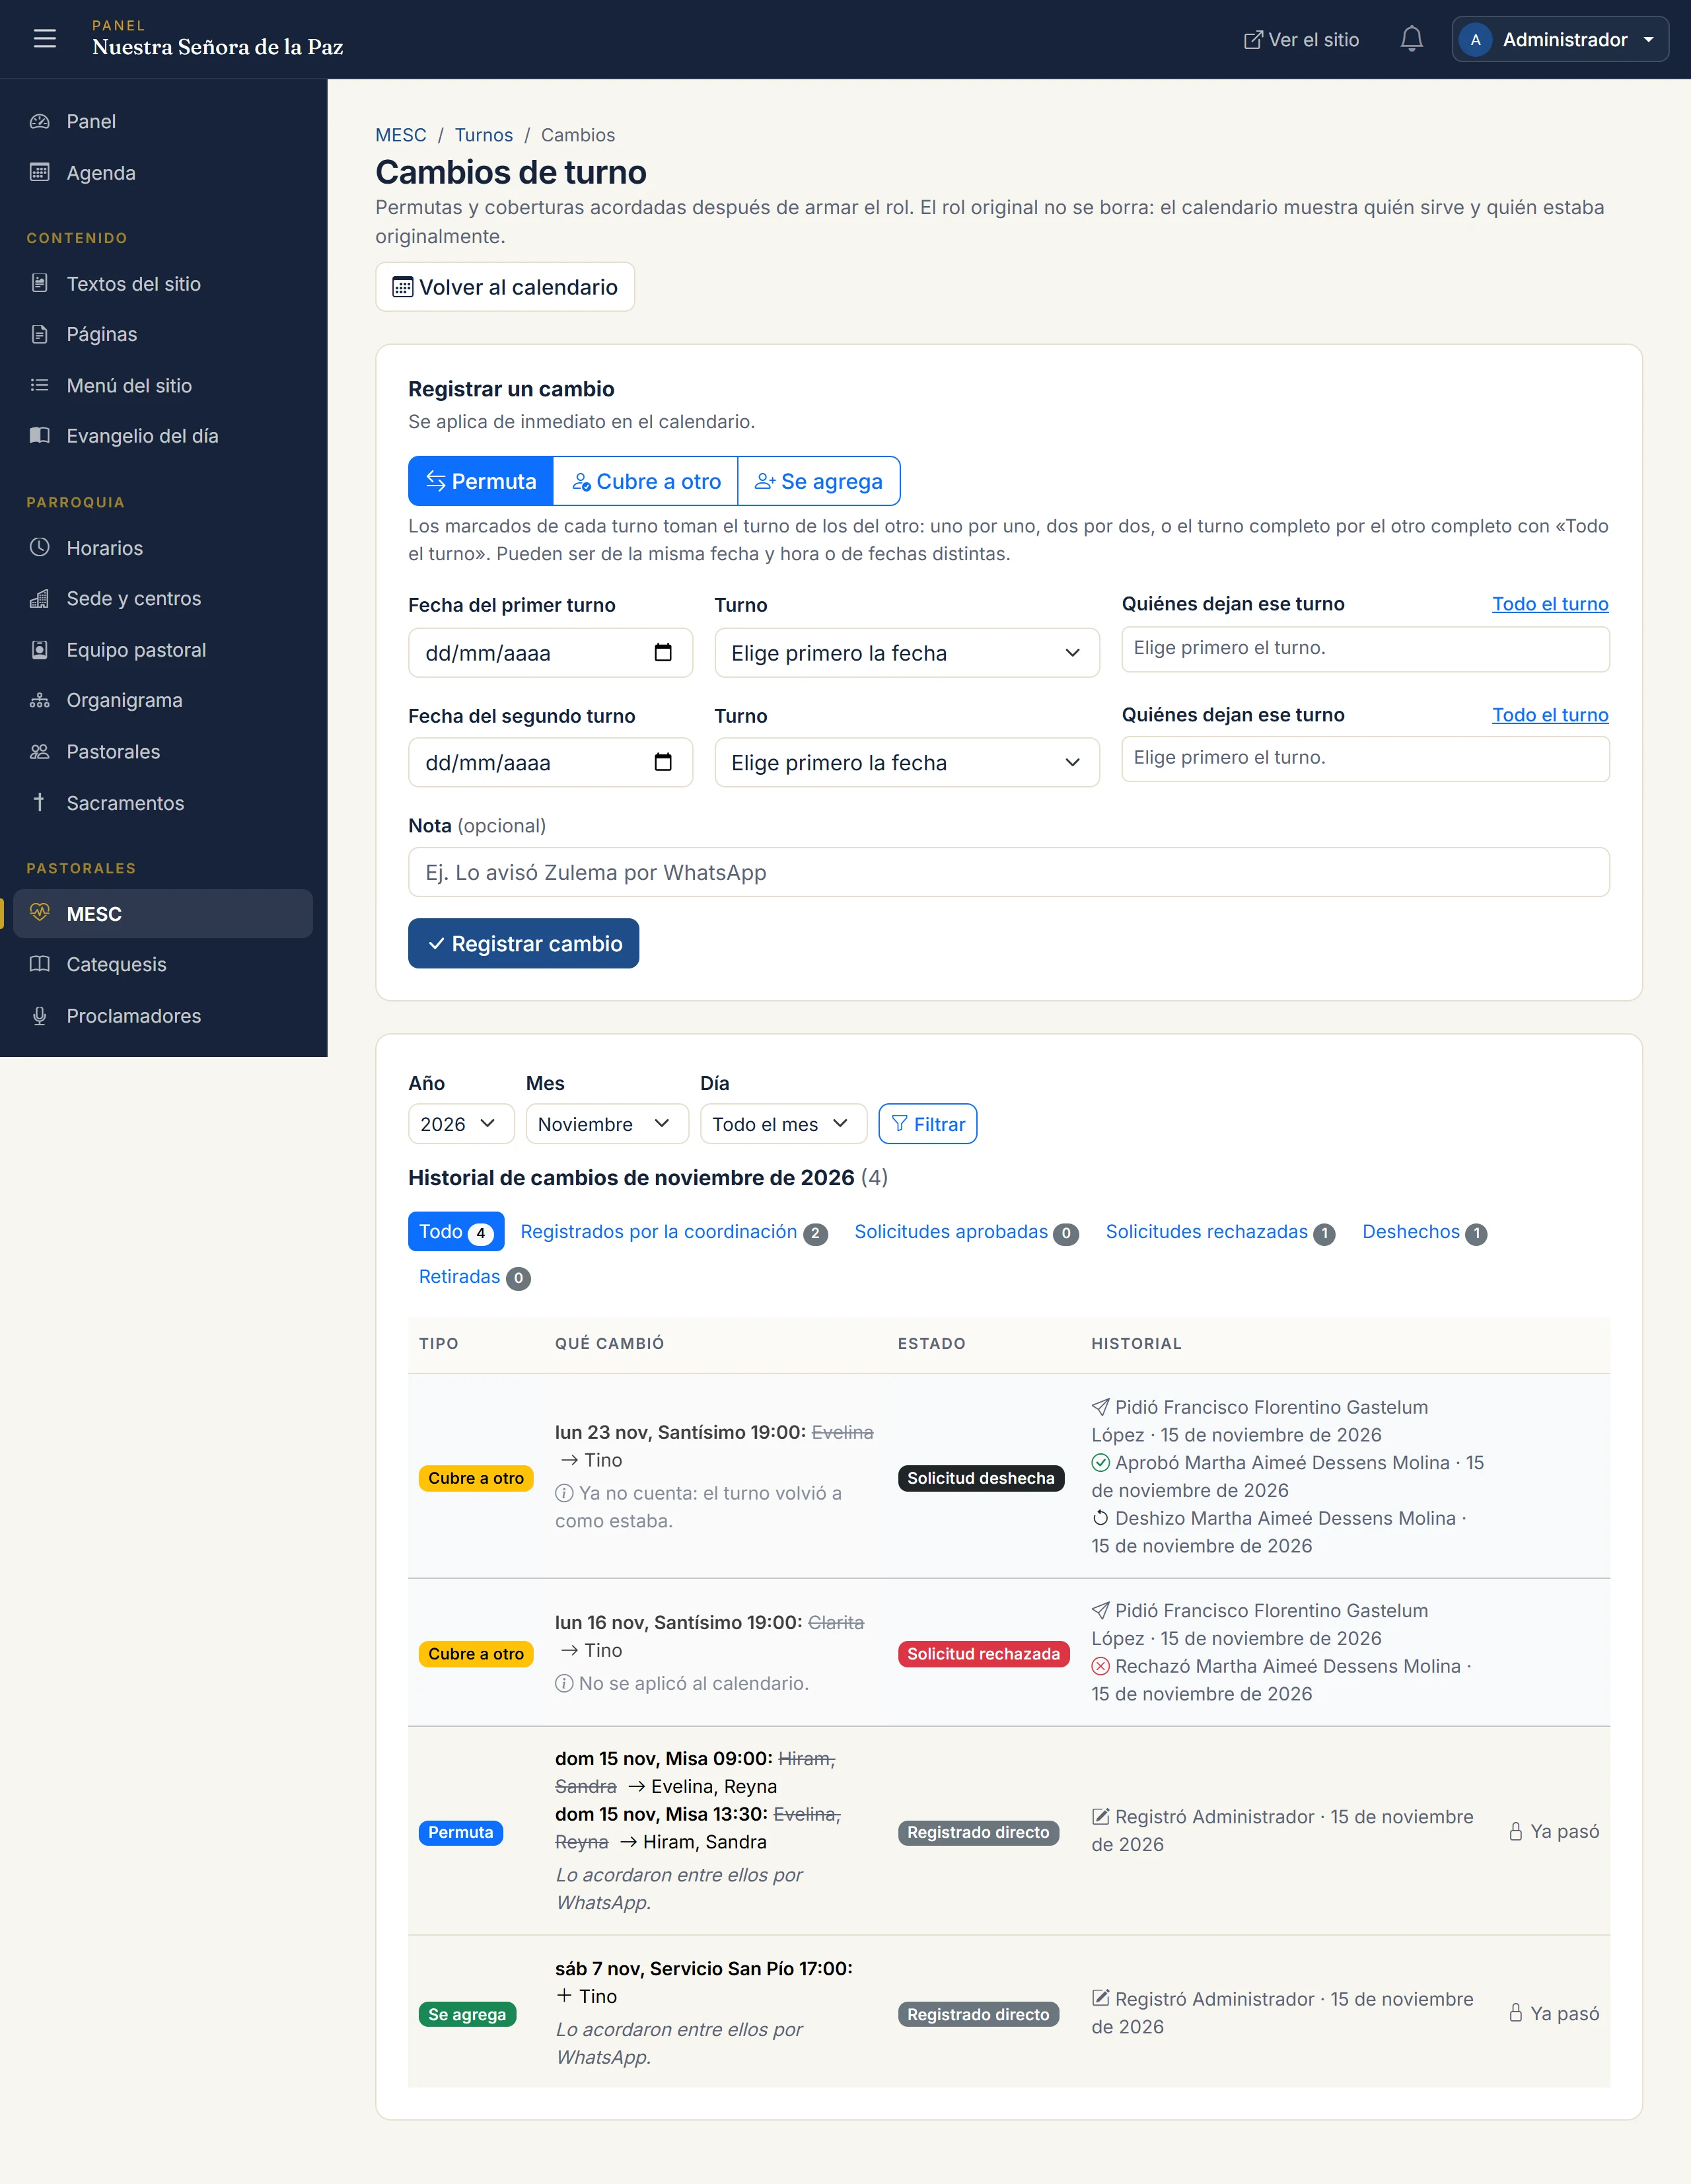 PANEL
Nuestra Señora de la Paz
Ver el sitio
A
Administrador
Panel
Agenda
CONTENIDO
Textos del sitio
Páginas
Menú del sitio
Evangelio del día
PARROQUIA
Horarios
Sede y centros
Equipo pastoral
Organigrama
Pastorales
Sacramentos
PASTORALES
MESC
Catequesis
Proclamadores
MESC / Turnos / Cambios
Cambios de turno
Permutas y coberturas acordadas después de armar el rol. El rol original no se borra: el calendario muestra quién sirve y quién estaba
originalmente.
Volver al calendario
Registrar un cambio
Se aplica de inmediato en el calendario.
Permuta
Cubre a otro
Se agrega
Los marcados de cada turno toman el turno de los del otro: uno por uno, dos por dos, o el turno completo por el otro completo con «Todo
el turno». Pueden ser de la misma fecha y hora o de fechas distintas.
Fecha del primer turno
Turno
Quiénes dejan ese turno
Todo el turno
dd/mm/aaaa
Elige primero la fecha
Elige primero el turno.
Fecha del segundo turno
Turno
Quiénes dejan ese turno
Todo el turno
dd/mm/aaaa
Elige primero la fecha
Elige primero el turno.
Nota (opcional)
Ej. Lo avisó Zulema por WhatsApp
Registrar cambio
Año
Mes
Día
2026
Noviembre
Todo el mes
Filtrar
Historial de cambios de noviembre de 2026 (4)
Todo 4
Registrados por la coordinación 2
Solicitudes aprobadas 0
Solicitudes rechazadas 1
Deshechos 1
Retiradas 0
TIPO
QUÉ CAMBIÓ
ESTADO
HISTORIAL
Cubre a otro
lun 23 nov, Santísimo 19:00: Evelina
→ Tino
Ya no cuenta: el turno volvió a
como estaba.
Solicitud deshecha
Pidió Francisco Florentino Gastelum
López · 15 de noviembre de 2026
Aprobó Martha Aimeé Dessens Molina · 15
de noviembre de 2026
Deshizo Martha Aimeé Dessens Molina ·
15 de noviembre de 2026
Cubre a otro
lun 16 nov, Santísimo 19:00: Clarita
→ Tino
No se aplicó al calendario.
Solicitud rechazada
Pidió Francisco Florentino Gastelum
López · 15 de noviembre de 2026
Rechazó Martha Aimeé Dessens Molina ·
15 de noviembre de 2026
Permuta
dom 15 nov, Misa 09:00: Hiram,
Sandra → Evelina, Reyna
dom 15 nov, Misa 13:30: Evelina,
Reyna → Hiram, Sandra
Lo acordaron entre ellos por
WhatsApp.
Registrado directo
Registró Administrador · 15 de noviembre
de 2026
Ya pasó
Se agrega
sáb 7 nov, Servicio San Pío 17:00:
+ Tino
Lo acordaron entre ellos por
WhatsApp.
Registrado directo
Registró Administrador · 15 de noviembre
de 2026
Ya pasó